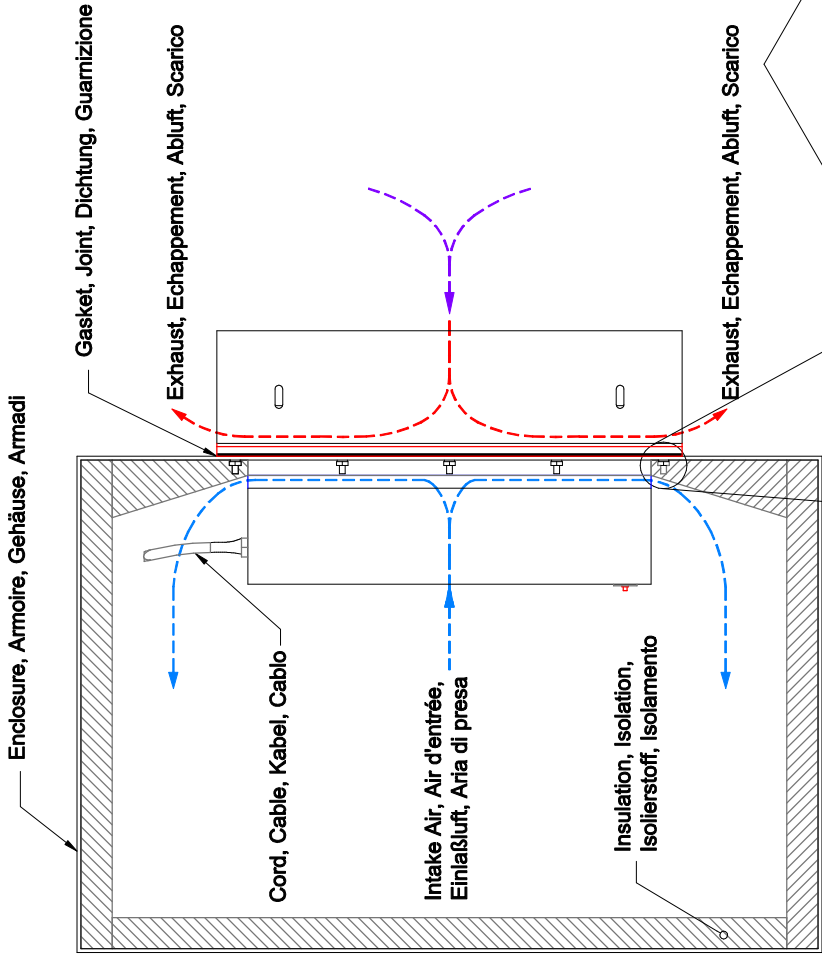 Enclosure, Armoire, Gehäuse, Armadi
Gasket, Joint, Dichtung, Guarnizione
Exhaust, Echappement, Abluft, Scarico
Cord, Cable, Kabel, Cablo
Intake Air, Air d'entrée,
Einlaßluft, Aria di presa
Insulation, Isolation,
Isolierstoff, Isolamento
Exhaust, Echappement, Abluft, Scarico